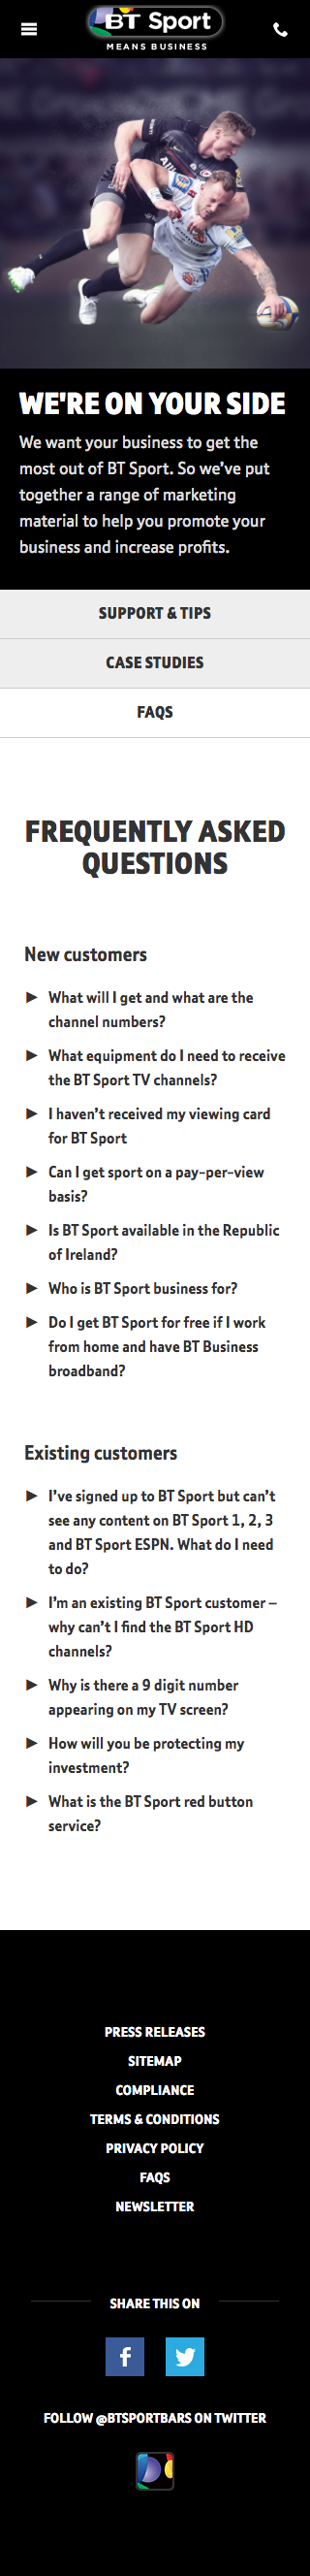 BT Sport
MEANS BUSINESS
WE'RE ON YOUR SIDE
We want your business to get the
most out of BT Sport. So we've put
together a range of marketing
material to help you promote your
business and increase profits.
SUPPORT & TIPS
CASE STUDIES
FAQS
FREQUENTLY ASKED
QUESTIONS
New customers
► What will I get and what are the
channel numbers?
► What equipment do I need to receive
the BT Sport TV channels?
► I haven't received my viewing card
for BT Sport
► Can I get sport on a pay-per-view
basis?
► Is BT Sport available in the Republic
of Ireland?
► Who is BT Sport business for?
► Do I get BT Sport for free if I work
from home and have BT Business
broadband?
Existing customers
► I've signed up to BT Sport but can't
see any content on BT Sport 1, 2, 3
and BT Sport ESPN. What do I need
to do?
► I'm an existing BT Sport customer –
why can't I find the BT Sport HD
channels?
► Why is there a 9 digit number
appearing on my TV screen?
► How will you be protecting my
investment?
► What is the BT Sport red button
service?
PRESS RELEASES
SITEMAP
COMPLIANCE
TERMS & CONDITIONS
PRIVACY POLICY
FAQS
NEWSLETTER
SHARE THIS ON
FOLLOW @BTSPORTBARS ON TWITTER